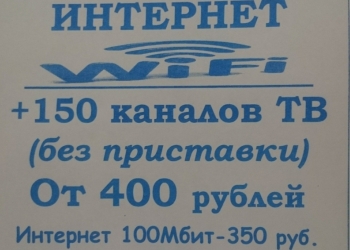 ИНТЕРНЕТ
WiFi
+150 каналов ТВ
(без приставки)
От 400 рублей
Интернет 100Мбит-350 руб.